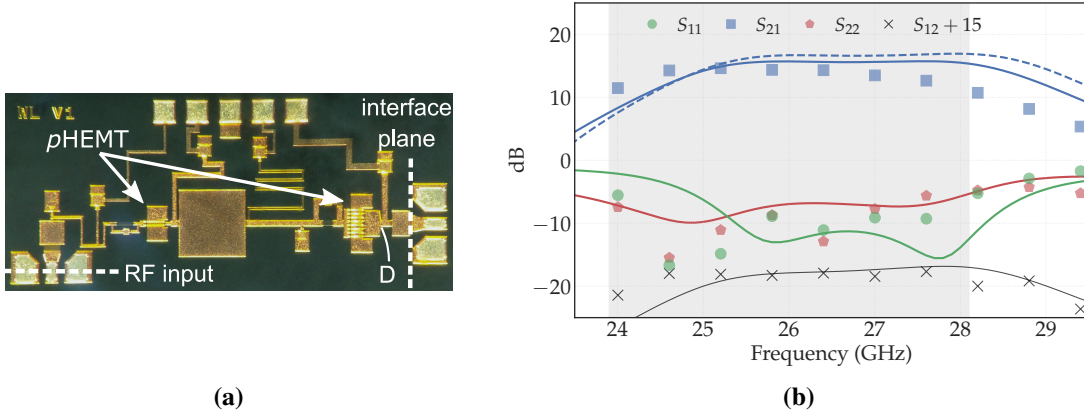 NL V1
interface
plane
pHEMT
RF input
D
(a)
S11 S21 S22 S12 + 15
20
10
0
−10
−20
dB
24 25 26 27 28 29
Frequency (GHz)
(b)